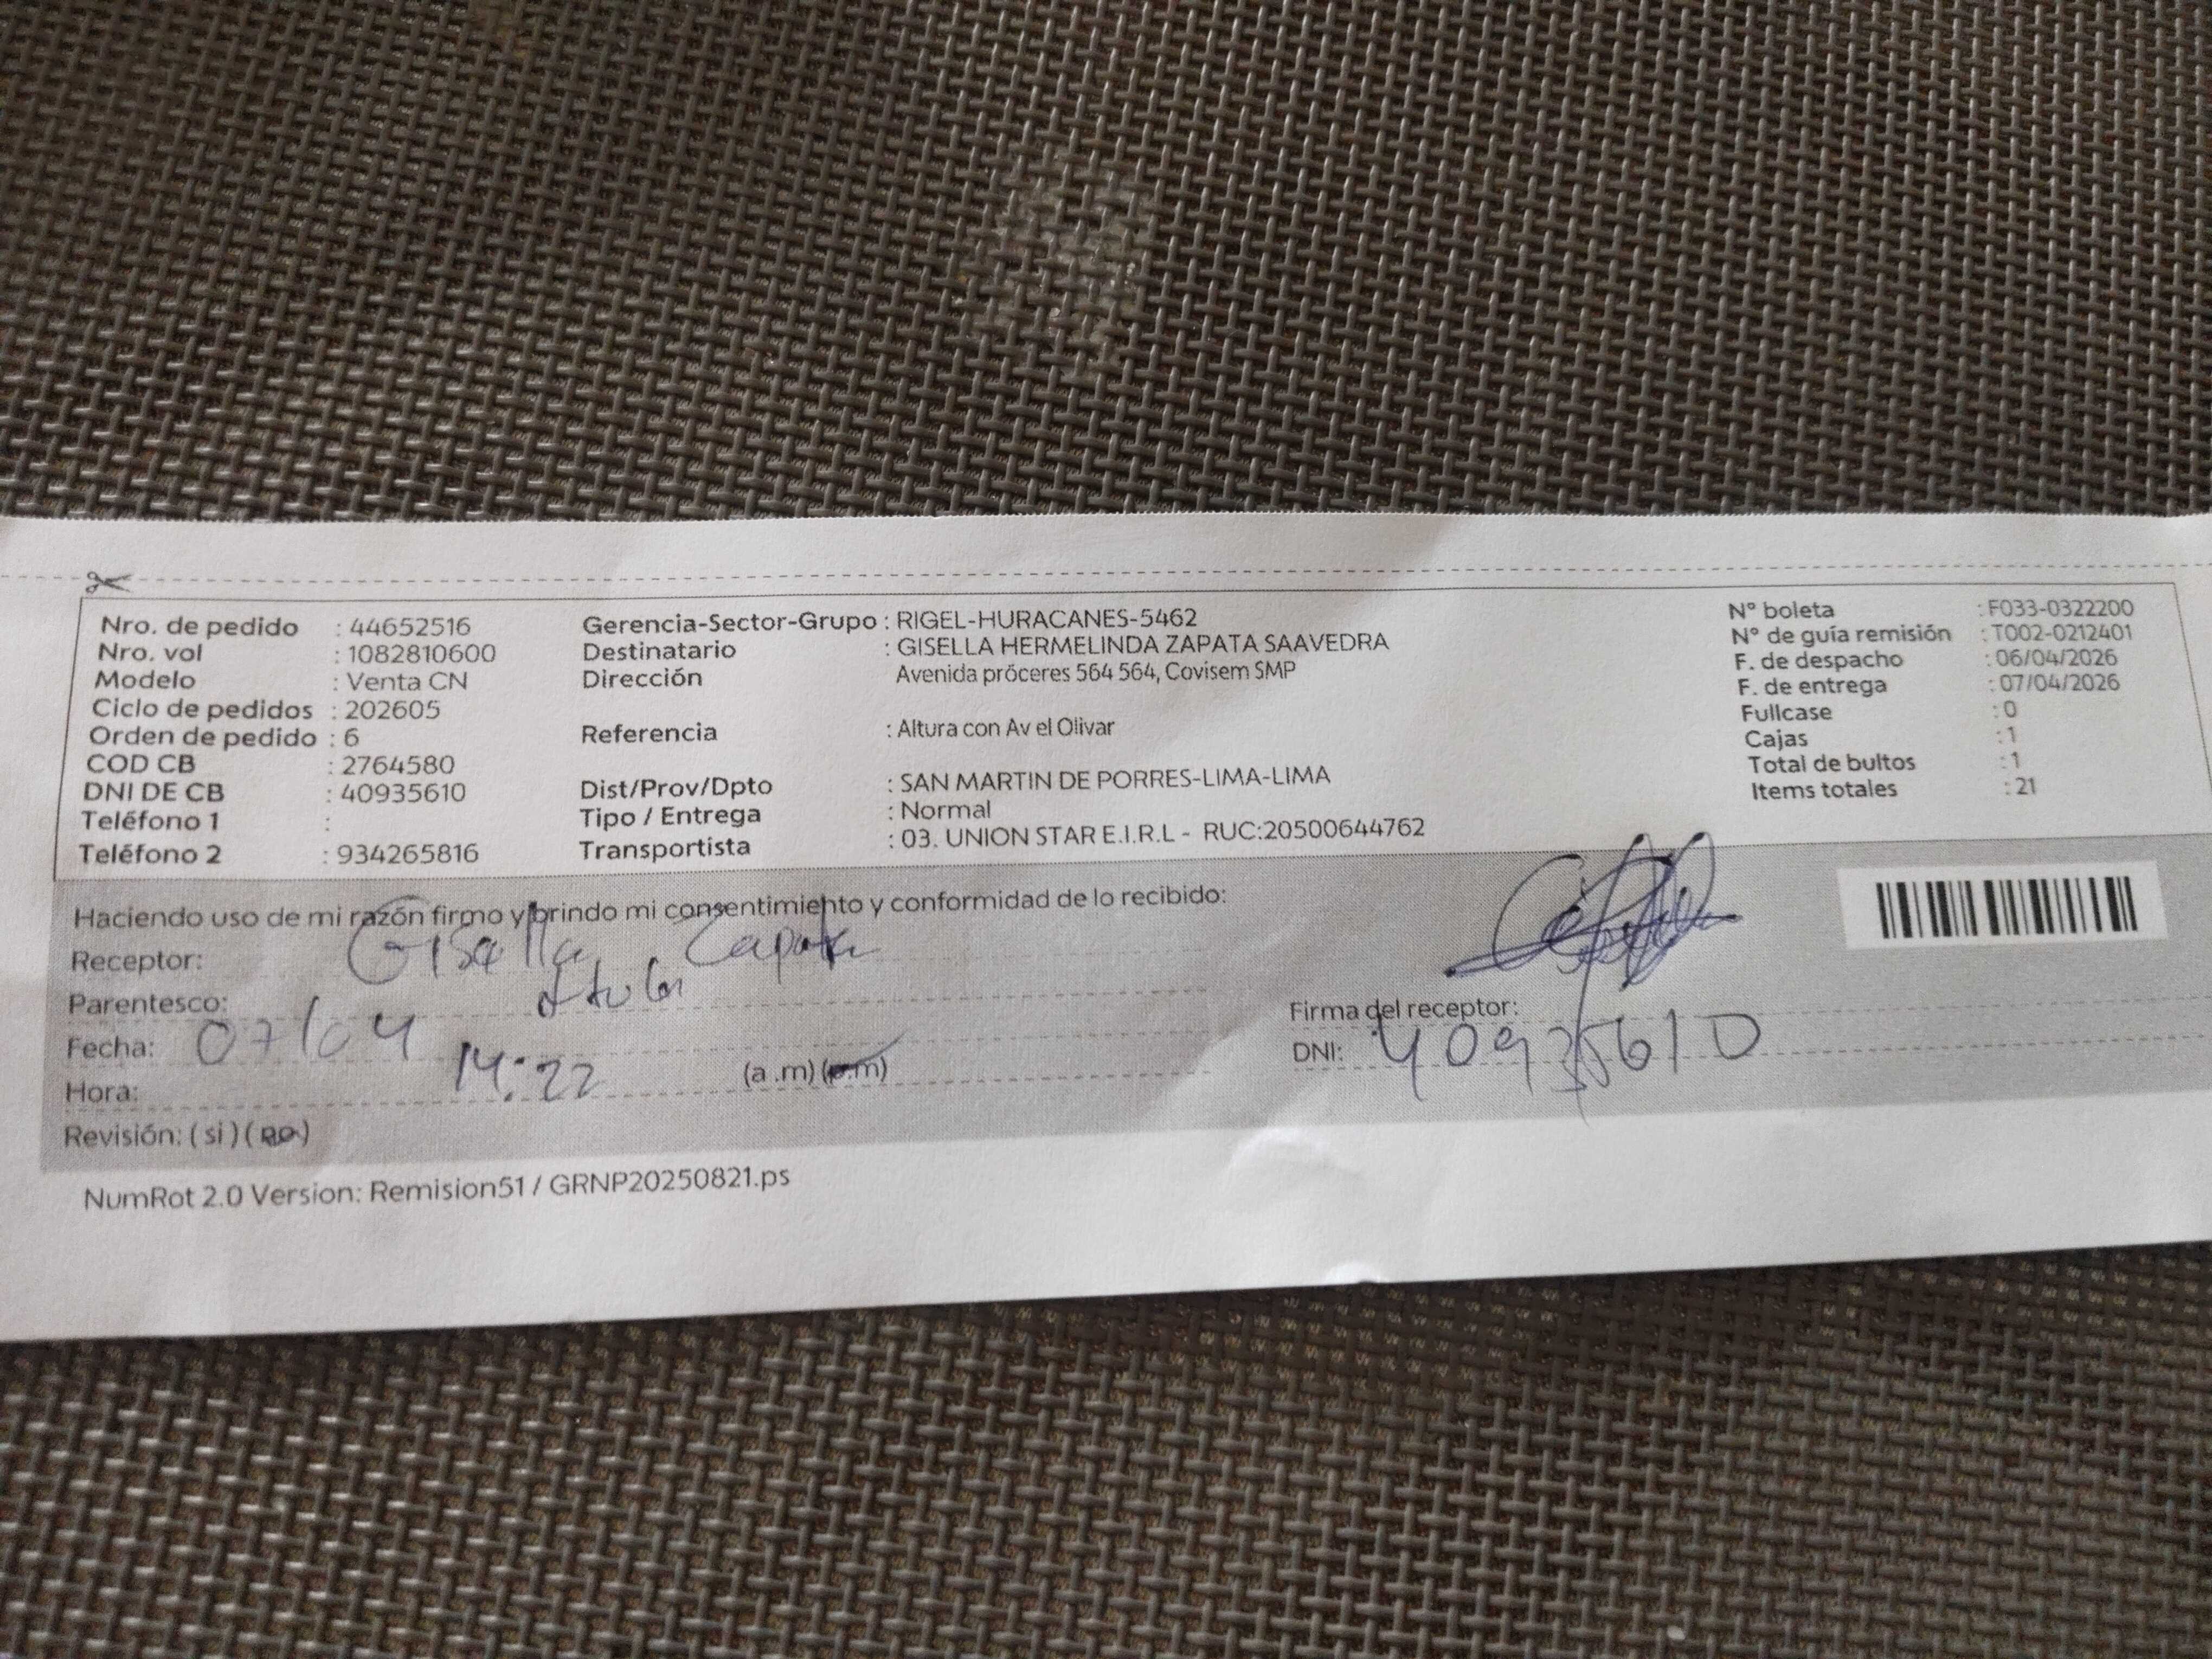 Nro. de pedido : 44652516
Nro. vol : 1082810600
Modelo : Venta CN
Ciclo de pedidos : 202605
Orden de pedido : 6
COD CB : 2764580
DNI DE CB : 40935610
Teléfono 1 :
Teléfono 2 : 934265816
Gerencia-Sector-Grupo : RIGEL-HURACANES-5462
Destinatario : GISELLA HERMELINDA ZAPATA SAAVEDRA
Dirección Avenida próceres 564 564, Covisem SMP
Referencia : Altura con Av el Olivar
Dist/Prov/Dpto : SAN MARTIN DE PORRES-LIMA-LIMA
Tipo / Entrega : Normal
Transportista : 03. UNION STAR E.I.R.L - RUC:20500644762
N° boleta : F033-0322200
N° de guía remisión : T002-0212401
F. de despacho : 06/04/2026
F. de entrega : 07/04/2026
Fullcase : 0
Cajas : 1
Total de bultos : 1
Items totales : 21
Haciendo uso de mi razón firmo y brindo mi consentimiento y conformidad de lo recibido:
Receptor: Gisella Zapata
Parentesco:
Fecha: 07/04
Hora: 14:22 (a .m) (p.m)
Revisión: ( si ) ( no )
Firma del receptor:
DNI: 40935610
NumRot 2.0 Version: Remision51 / GRNP20250821.ps